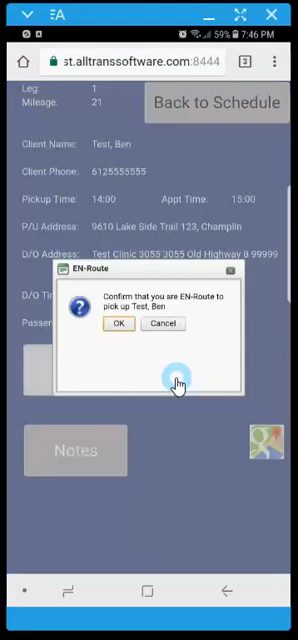 A
59% 7:46 PM
st.alltranssoftware.com:8444
3
Leg: 1
Mileage: 21
Back to Schedule
Client Name: Test, Ben
Client Phone: 6125555555
Pickup Time: 14:00 Appt Time: 15:00
P/U Address: 9610 Lake Side Trail 123, Champlin
D/O Address: Test Clinic 3055 3055 Old Highway 8 99999
EN-Route
D/O Ti
Confirm that you are EN-Route to
pick up Test, Ben
Passen
OK Cancel
Notes